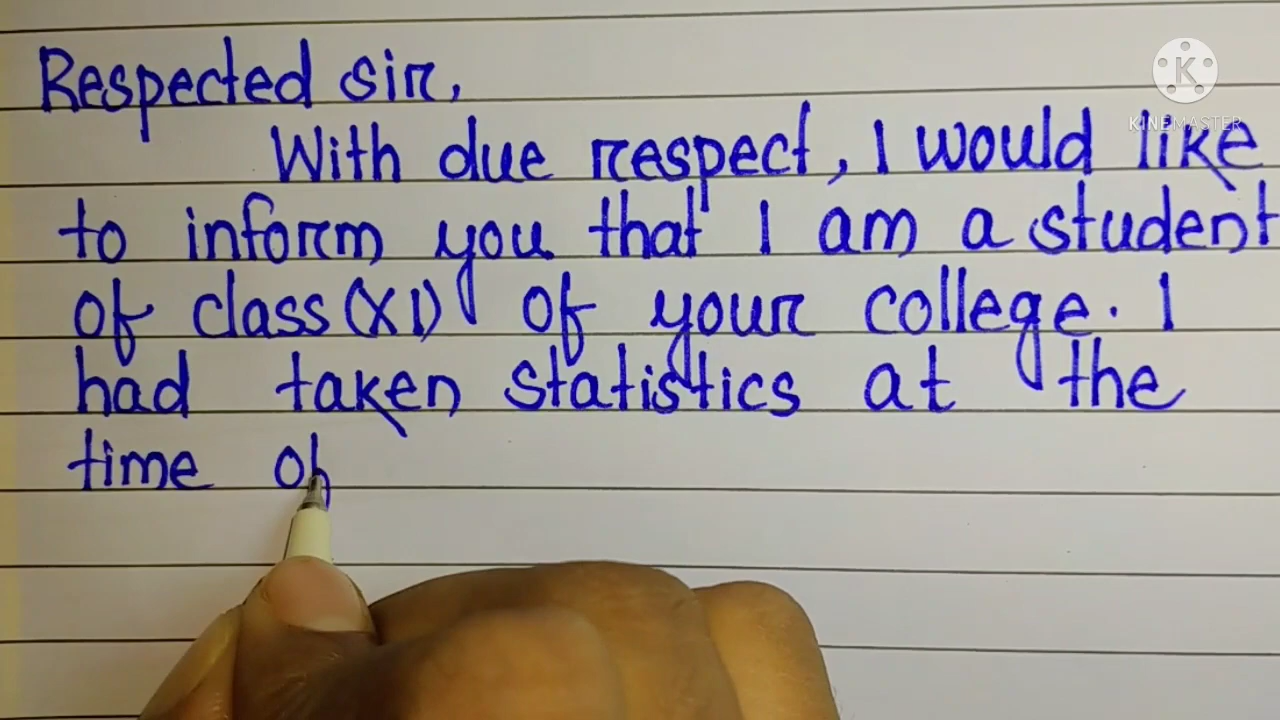 Respected sir,
With due respect, I would like
to inform you that I am a student
of class (XI) of your college. I
had taken statistics at the
time of
K
KINEMASTER